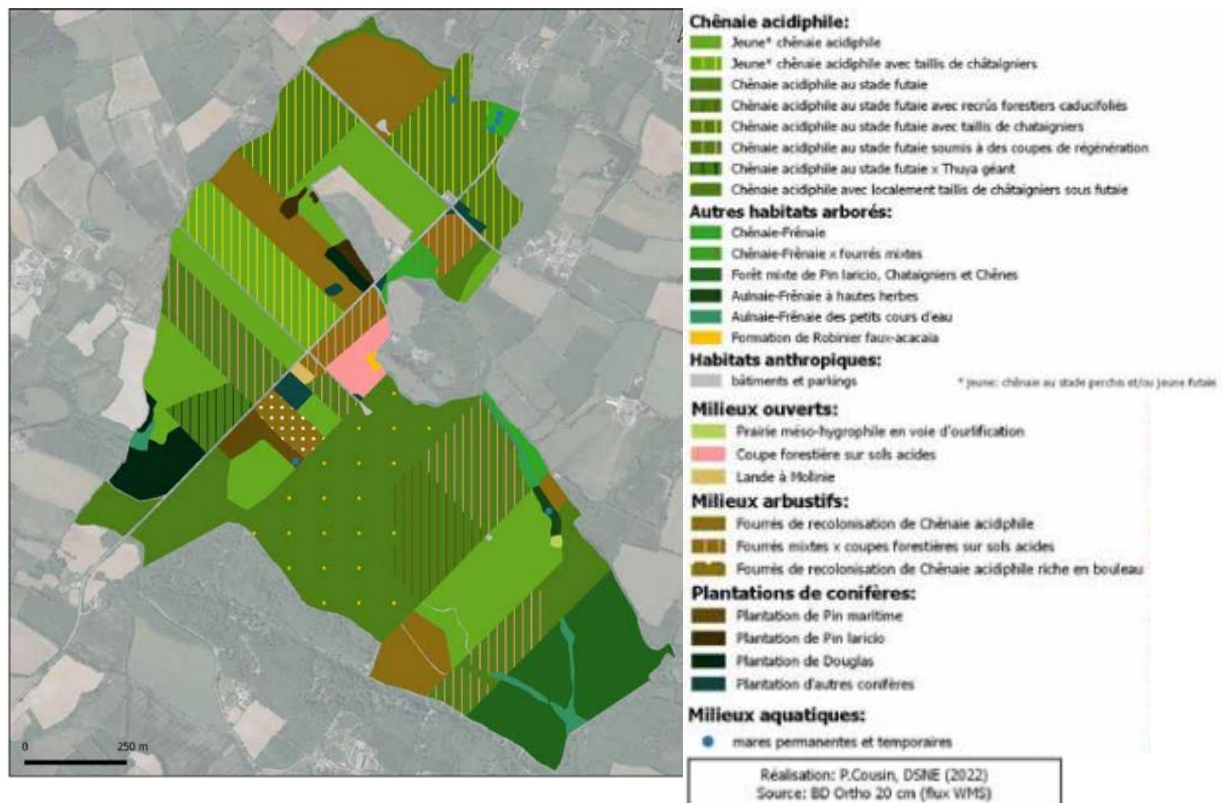 Chênaie acidiphile:
Jeune* chênaie acidiphile
Jeune* chênaie acidiphile avec taillis de châtaigniers
Chênaie acidiphile au stade futaie
Chênaie acidiphile au stade futaie avec recrûs forestiers caducifoliés
Chênaie acidiphile au stade futaie avec taillis de chataigniers
Chênaie acidiphile au stade futaie soumis à des coupes de régénération
Chênaie acidiphile au stade futaie x Thuya géant
Chênaie acidiphile avec localement taillis de châtaigniers sous futaie
Autres habitats arborés:
Chênaie-Frênaie
Chênaie-Frênaie x fourrés mixtes
Forêt mixte de Pin laricio, Chataigniers et Chênes
Aulnaie-Frênaie à hautes herbes
Aulnaie-Frênaie des petits cours d'eau
Formation de Robinier faux-acacaia
Habitats anthropiques:
bâtiments et parkings
* jeune: chênaie au stade perchis et/ou jeune futaie
Milieux ouverts:
Prairie méso-hygrophile en voie d'ourlification
Coupe forestière sur sols acides
Lande à Molinie
Milieux arbustifs:
Fourrés de recolonisation de Chênaie acidiphile
Fourrés mixtes x coupes forestières sur sols acides
Fourrés de recolonisation de Chênaie acidiphile riche en bouleau
Plantations de conifères:
Plantation de Pin maritime
Plantation de Pin laricio
Plantation de Douglas
Plantation d'autres conifères
Milieux aquatiques:
mares permanentes et temporaires
0 250 m
Réalisation: P.Cousin, DSNE (2022)
Source: BD Ortho 20 cm (flux WMS)